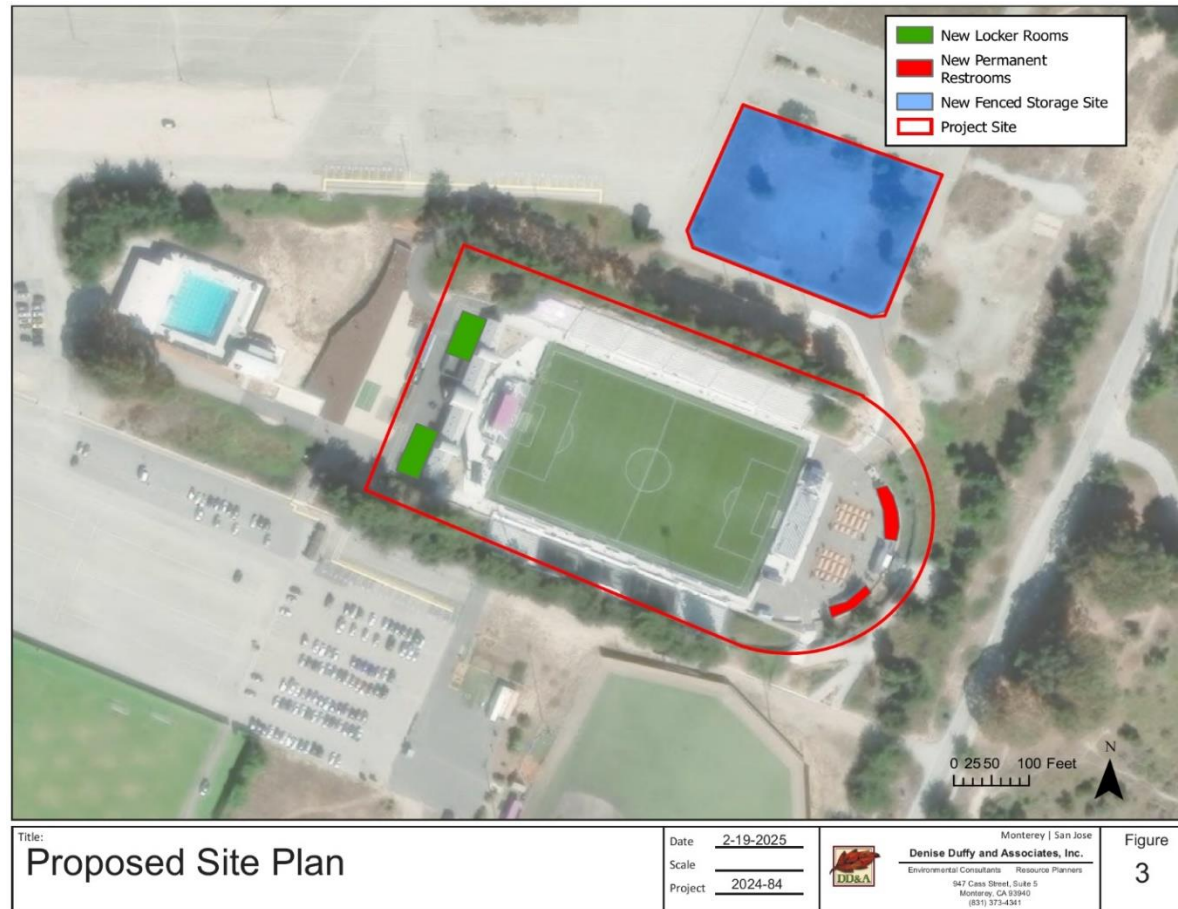 New Locker Rooms
New Permanent
Restrooms
New Fenced Storage Site
Project Site
N
0 25 50 100 Feet
Title:
Proposed Site Plan
Date 2-19-2025
Scale
Project 2024-84
DD&A
Monterey | San Jose
Denise Duffy and Associates, Inc.
Environmental Consultants Resource Planners
947 Cass Street, Suite 5
Monterey, CA 93940
(831) 373-4341
Figure
3